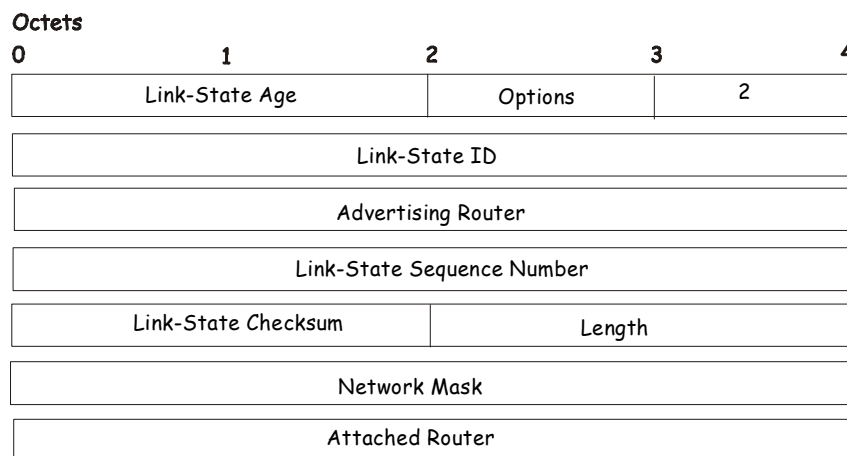 Octets
0 1 2 3 4
Link-State Age Options 2
Link-State ID
Advertising Router
Link-State Sequence Number
Link-State Checksum Length
Network Mask
Attached Router